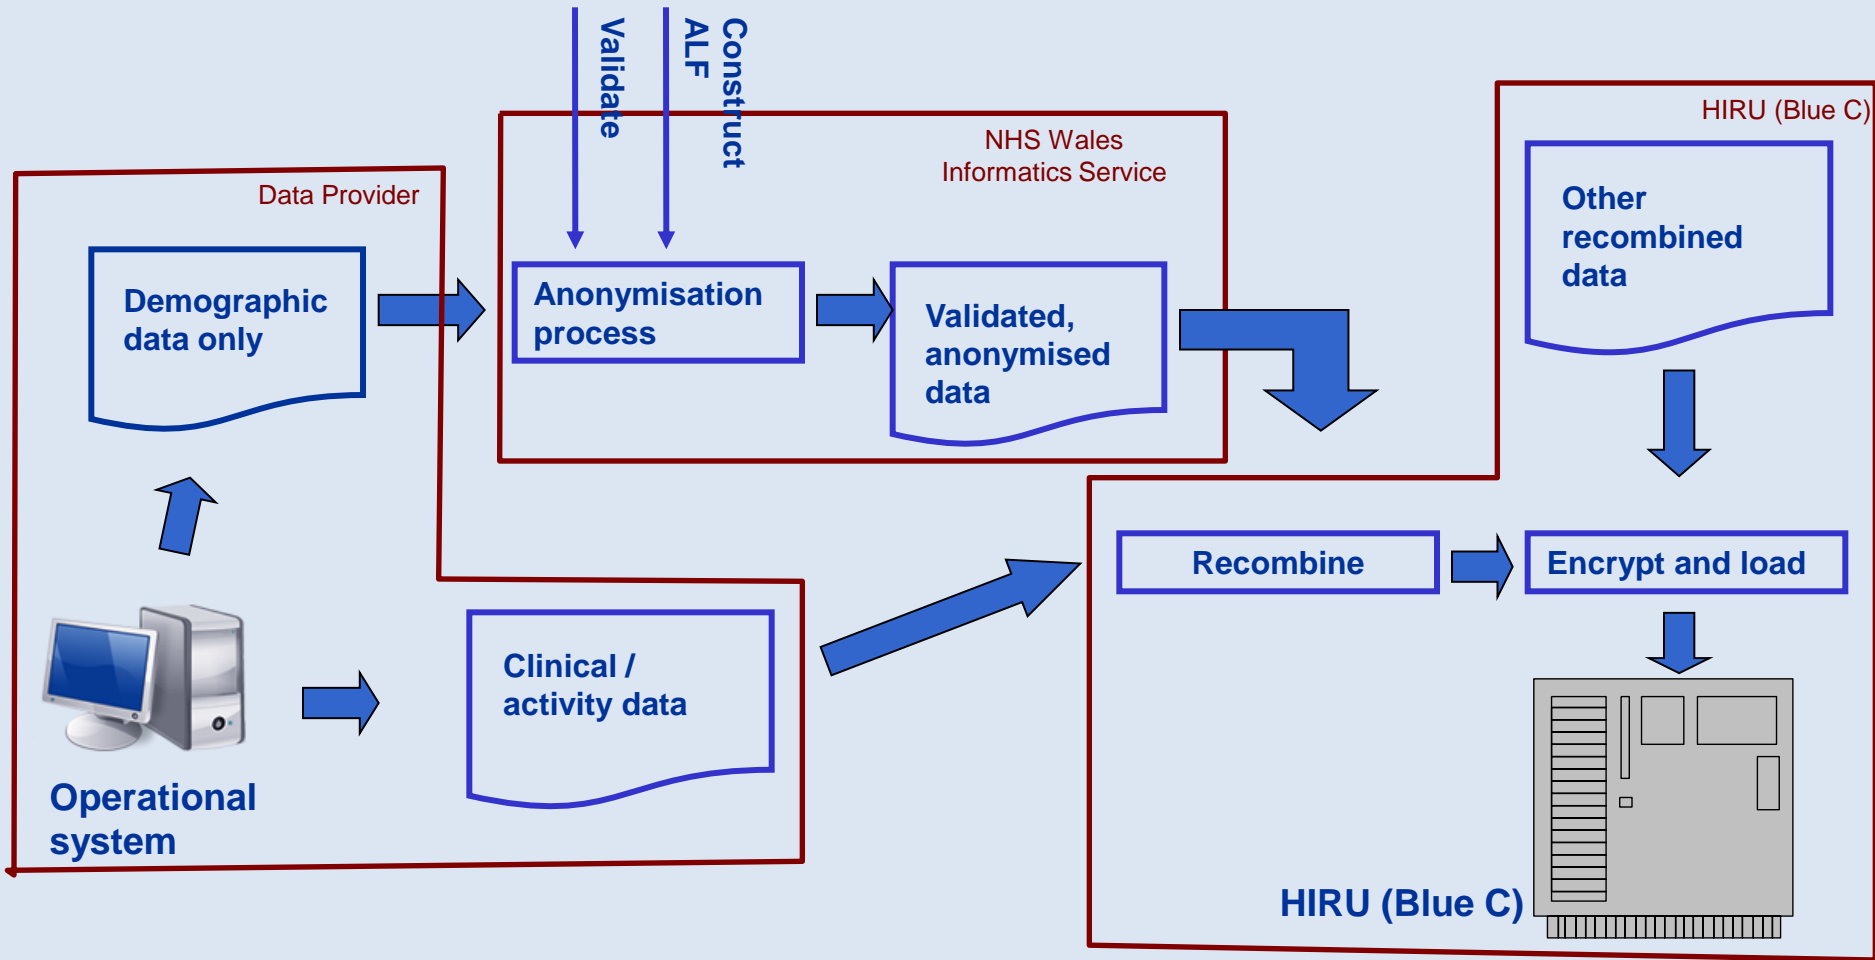 Validate
Construct
ALF
Data Provider
NHS Wales
Informatics Service
HIRU (Blue C)
Demographic
data only
Anonymisation
process
Validated,
anonymised
data
Other
recombined
data
Recombine
Encrypt and load
Clinical /
activity data
Operational
system
HIRU (Blue C)